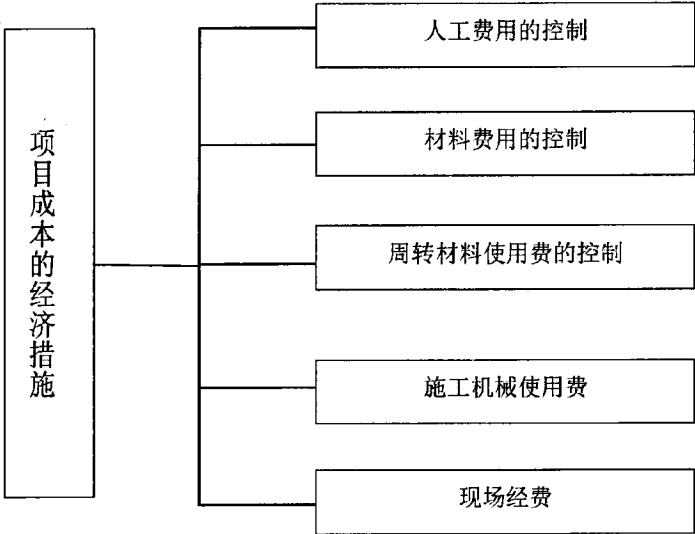 项目成本的经济措施
人工费用的控制
材料费用的控制
周转材料使用费的控制
施工机械使用费
现场经费